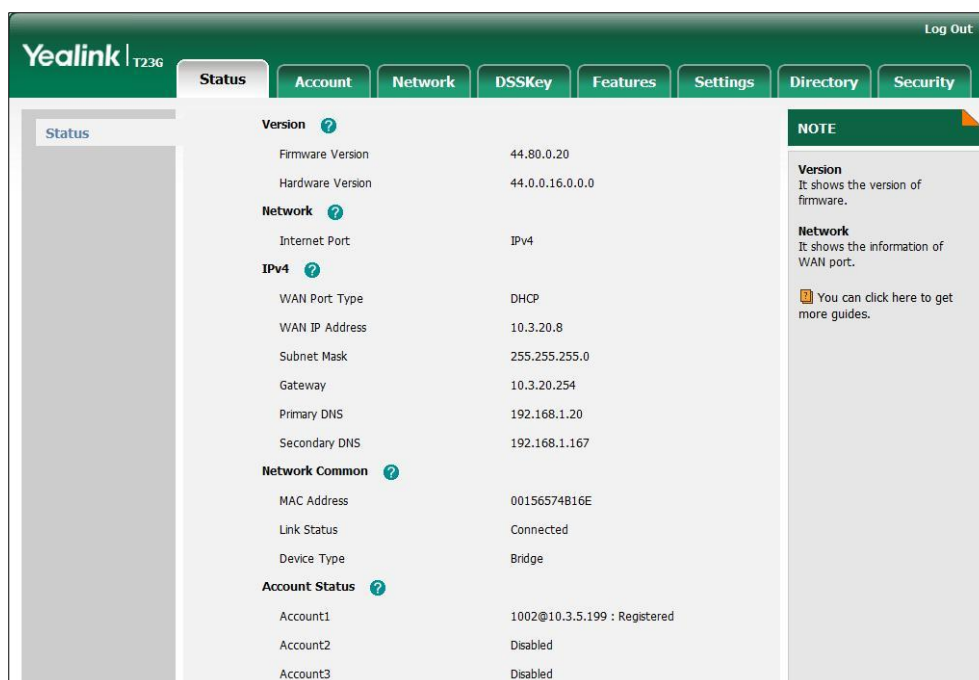 Log Out
Yealink | T23G
Status Account Network DSSKey Features Settings Directory Security
Status
Version ?
Firmware Version 44.80.0.20
Hardware Version 44.0.0.16.0.0.0
Network ?
Internet Port IPv4
IPv4 ?
WAN Port Type DHCP
WAN IP Address 10.3.20.8
Subnet Mask 255.255.255.0
Gateway 10.3.20.254
Primary DNS 192.168.1.20
Secondary DNS 192.168.1.167
Network Common ?
MAC Address 00156574B16E
Link Status Connected
Device Type Bridge
Account Status ?
Account1 1002@10.3.5.199 : Registered
Account2 Disabled
Account3 Disabled
NOTE
Version
It shows the version of
firmware.
Network
It shows the information of
WAN port.
? You can click here to get
more guides.